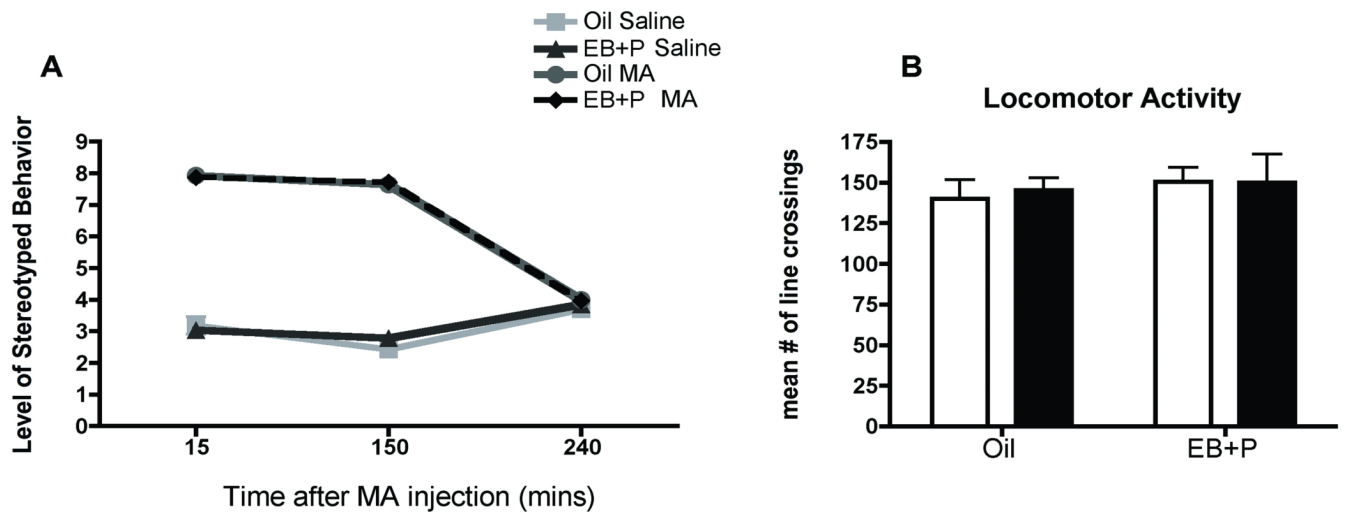 Oil Saline
EB+P Saline
Oil MA
EB+P MA
A
Level of Stereotyped Behavior
9
8
7
6
5
4
3
2
1
0
15 150 240
Time after MA injection (mins)
B
Locomotor Activity
mean # of line crossings
175
150
125
100
75
50
25
0
Oil EB+P